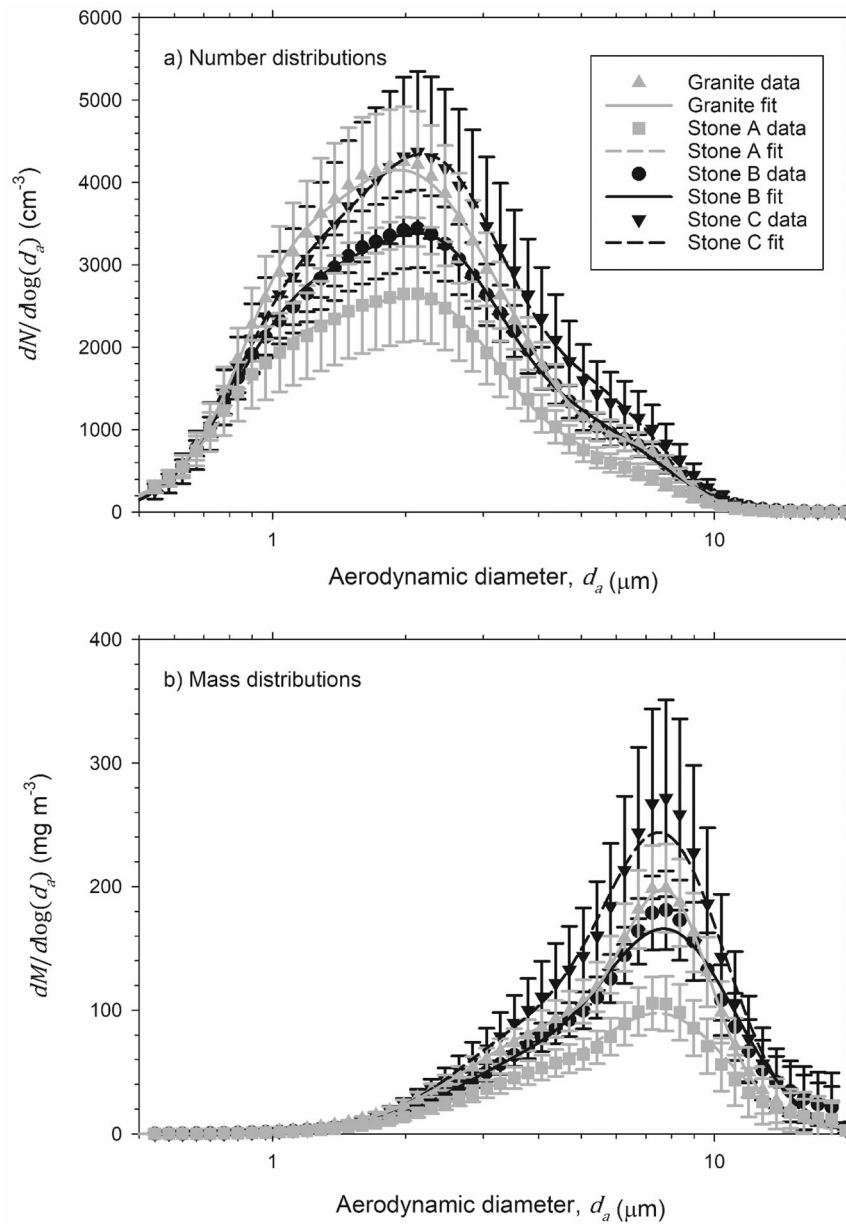 6000
5000
4000
3000
2000
1000
0
dN/dlog(dₐ) (cm⁻³)
a) Number distributions
Granite data
Granite fit
Stone A data
Stone A fit
Stone B data
Stone B fit
Stone C data
Stone C fit
1
10
Aerodynamic diameter, dₐ (μm)
400
300
200
100
0
dM/dlog(dₐ) (mg m⁻³)
b) Mass distributions
1
10
Aerodynamic diameter, dₐ (μm)